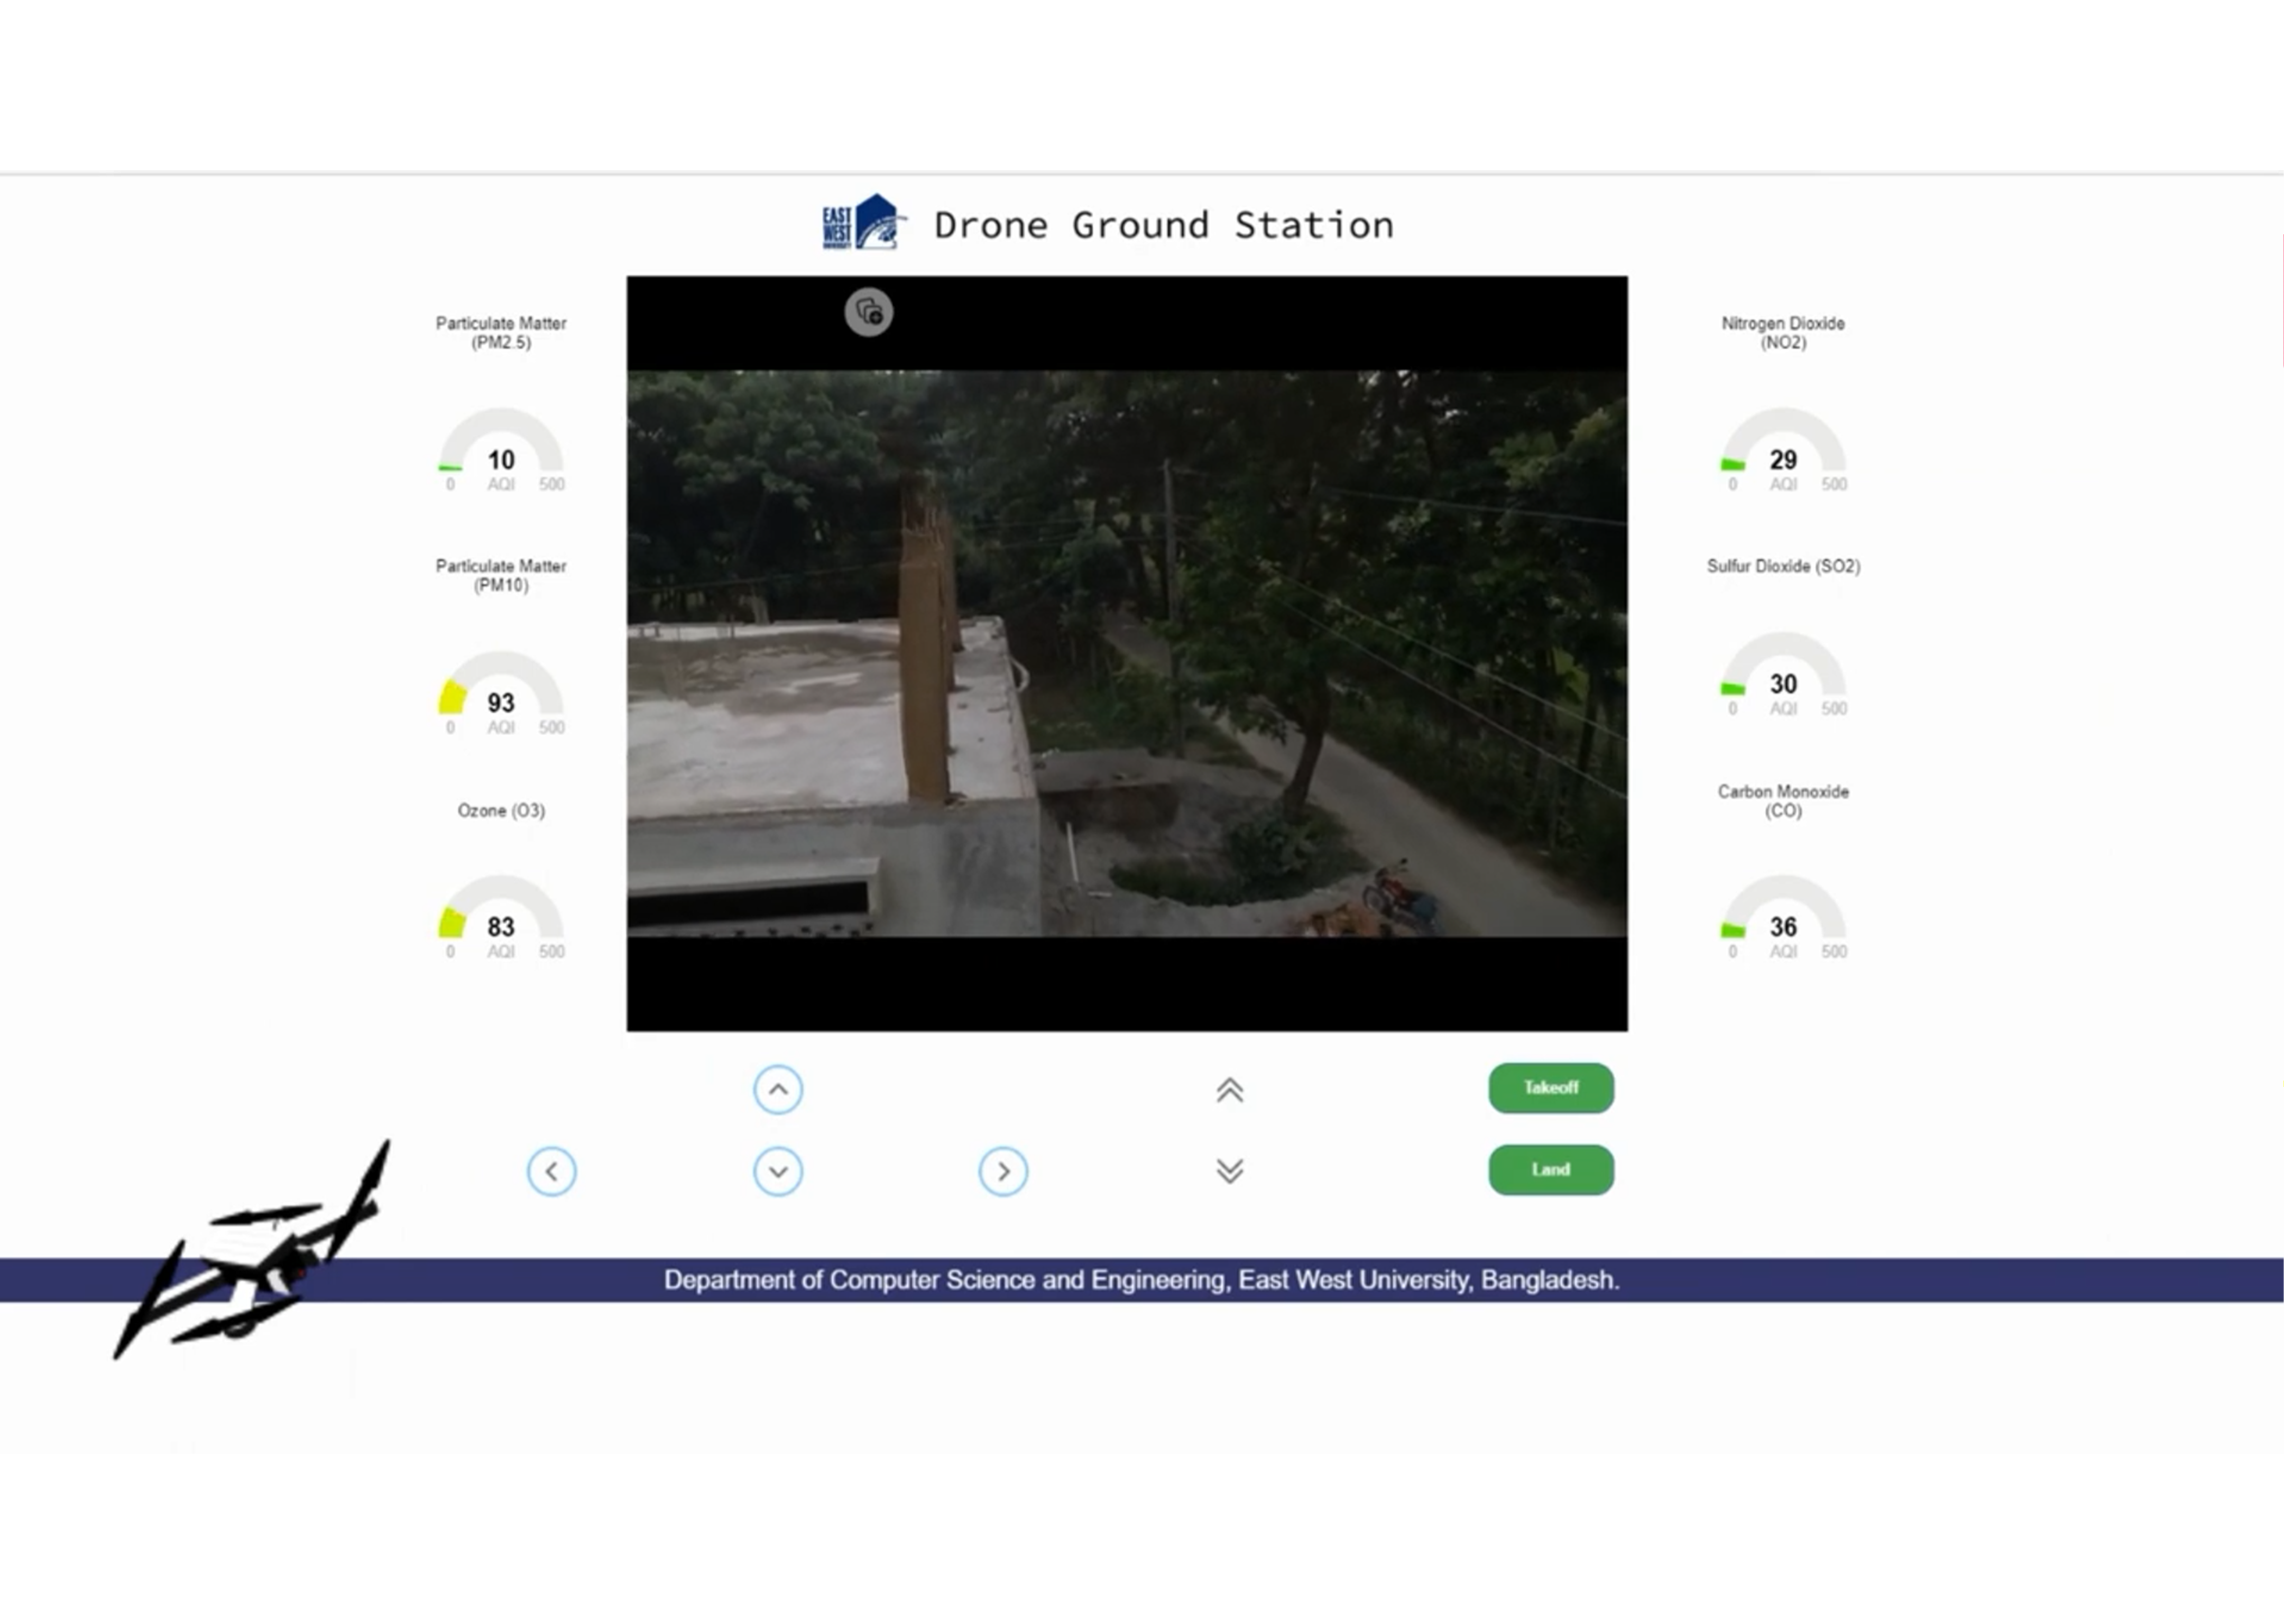 EAST
WEST
UNIVERSITY
Drone Ground Station
Particulate Matter
(PM2.5)
10
0 AQI 500
Particulate Matter
(PM10)
93
0 AQI 500
Ozone (O3)
83
0 AQI 500
Nitrogen Dioxide
(NO2)
29
0 AQI 500
Sulfur Dioxide (SO2)
30
0 AQI 500
Carbon Monoxide
(CO)
36
0 AQI 500
Takeoff
Land
Department of Computer Science and Engineering, East West University, Bangladesh.